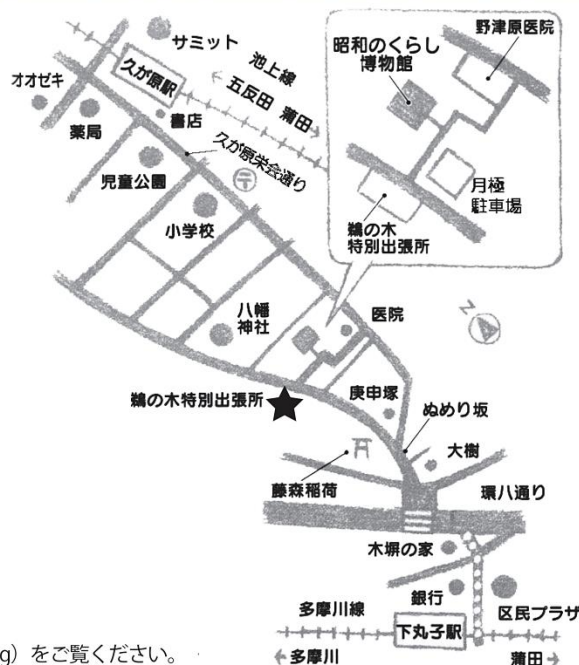 サミット
池上線
久が原駅
五反田 蒲田
オオゼキ
薬局
書店
久が原栄会通り
児童公園
小学校
八幡
神社
医院
鵜の木特別出張所
庚申塚
ぬめり坂
大樹
藤森稲荷
環八通り
木塀の家
銀行
区民プラザ
多摩川線
下丸子駅
←多摩川
蒲田→
野津原医院
昭和のくらし
博物館
月極
駐車場
鵜の木
特別出張所
N
g）をご覧ください。